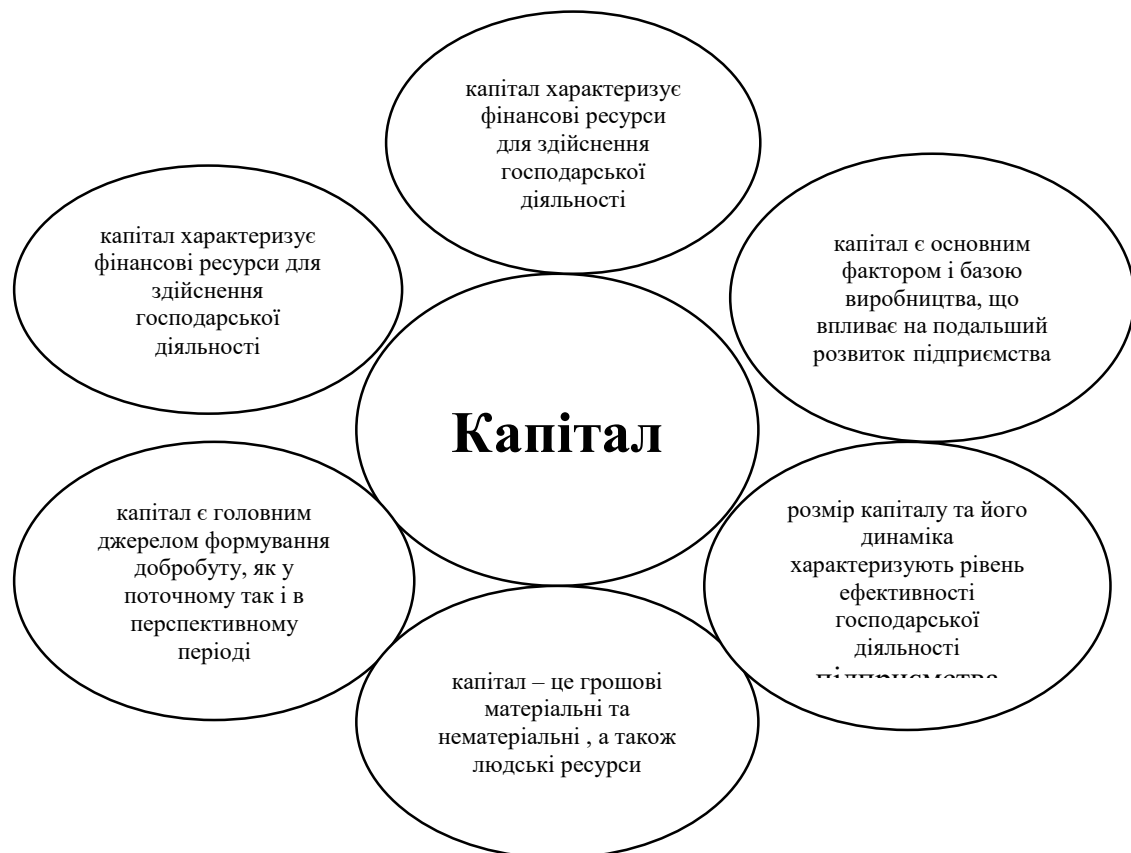 капітал характеризує
фінансові ресурси
для здійснення
господарської
діяльності
капітал характеризує
фінансові ресурси для
здійснення
господарської
діяльності
капітал є основним
фактором і базою
виробництва, що
впливає на подальший
розвиток підприємства
Капітал
капітал є головним
джерелом формування
добробуту, як у
поточному так і в
перспективному
періоді
розмір капіталу та його
динаміка
характеризують рівень
ефективності
господарської
діяльності
підприємства
капітал – це грошові
матеріальні та
нематеріальні , а також
людські ресурси